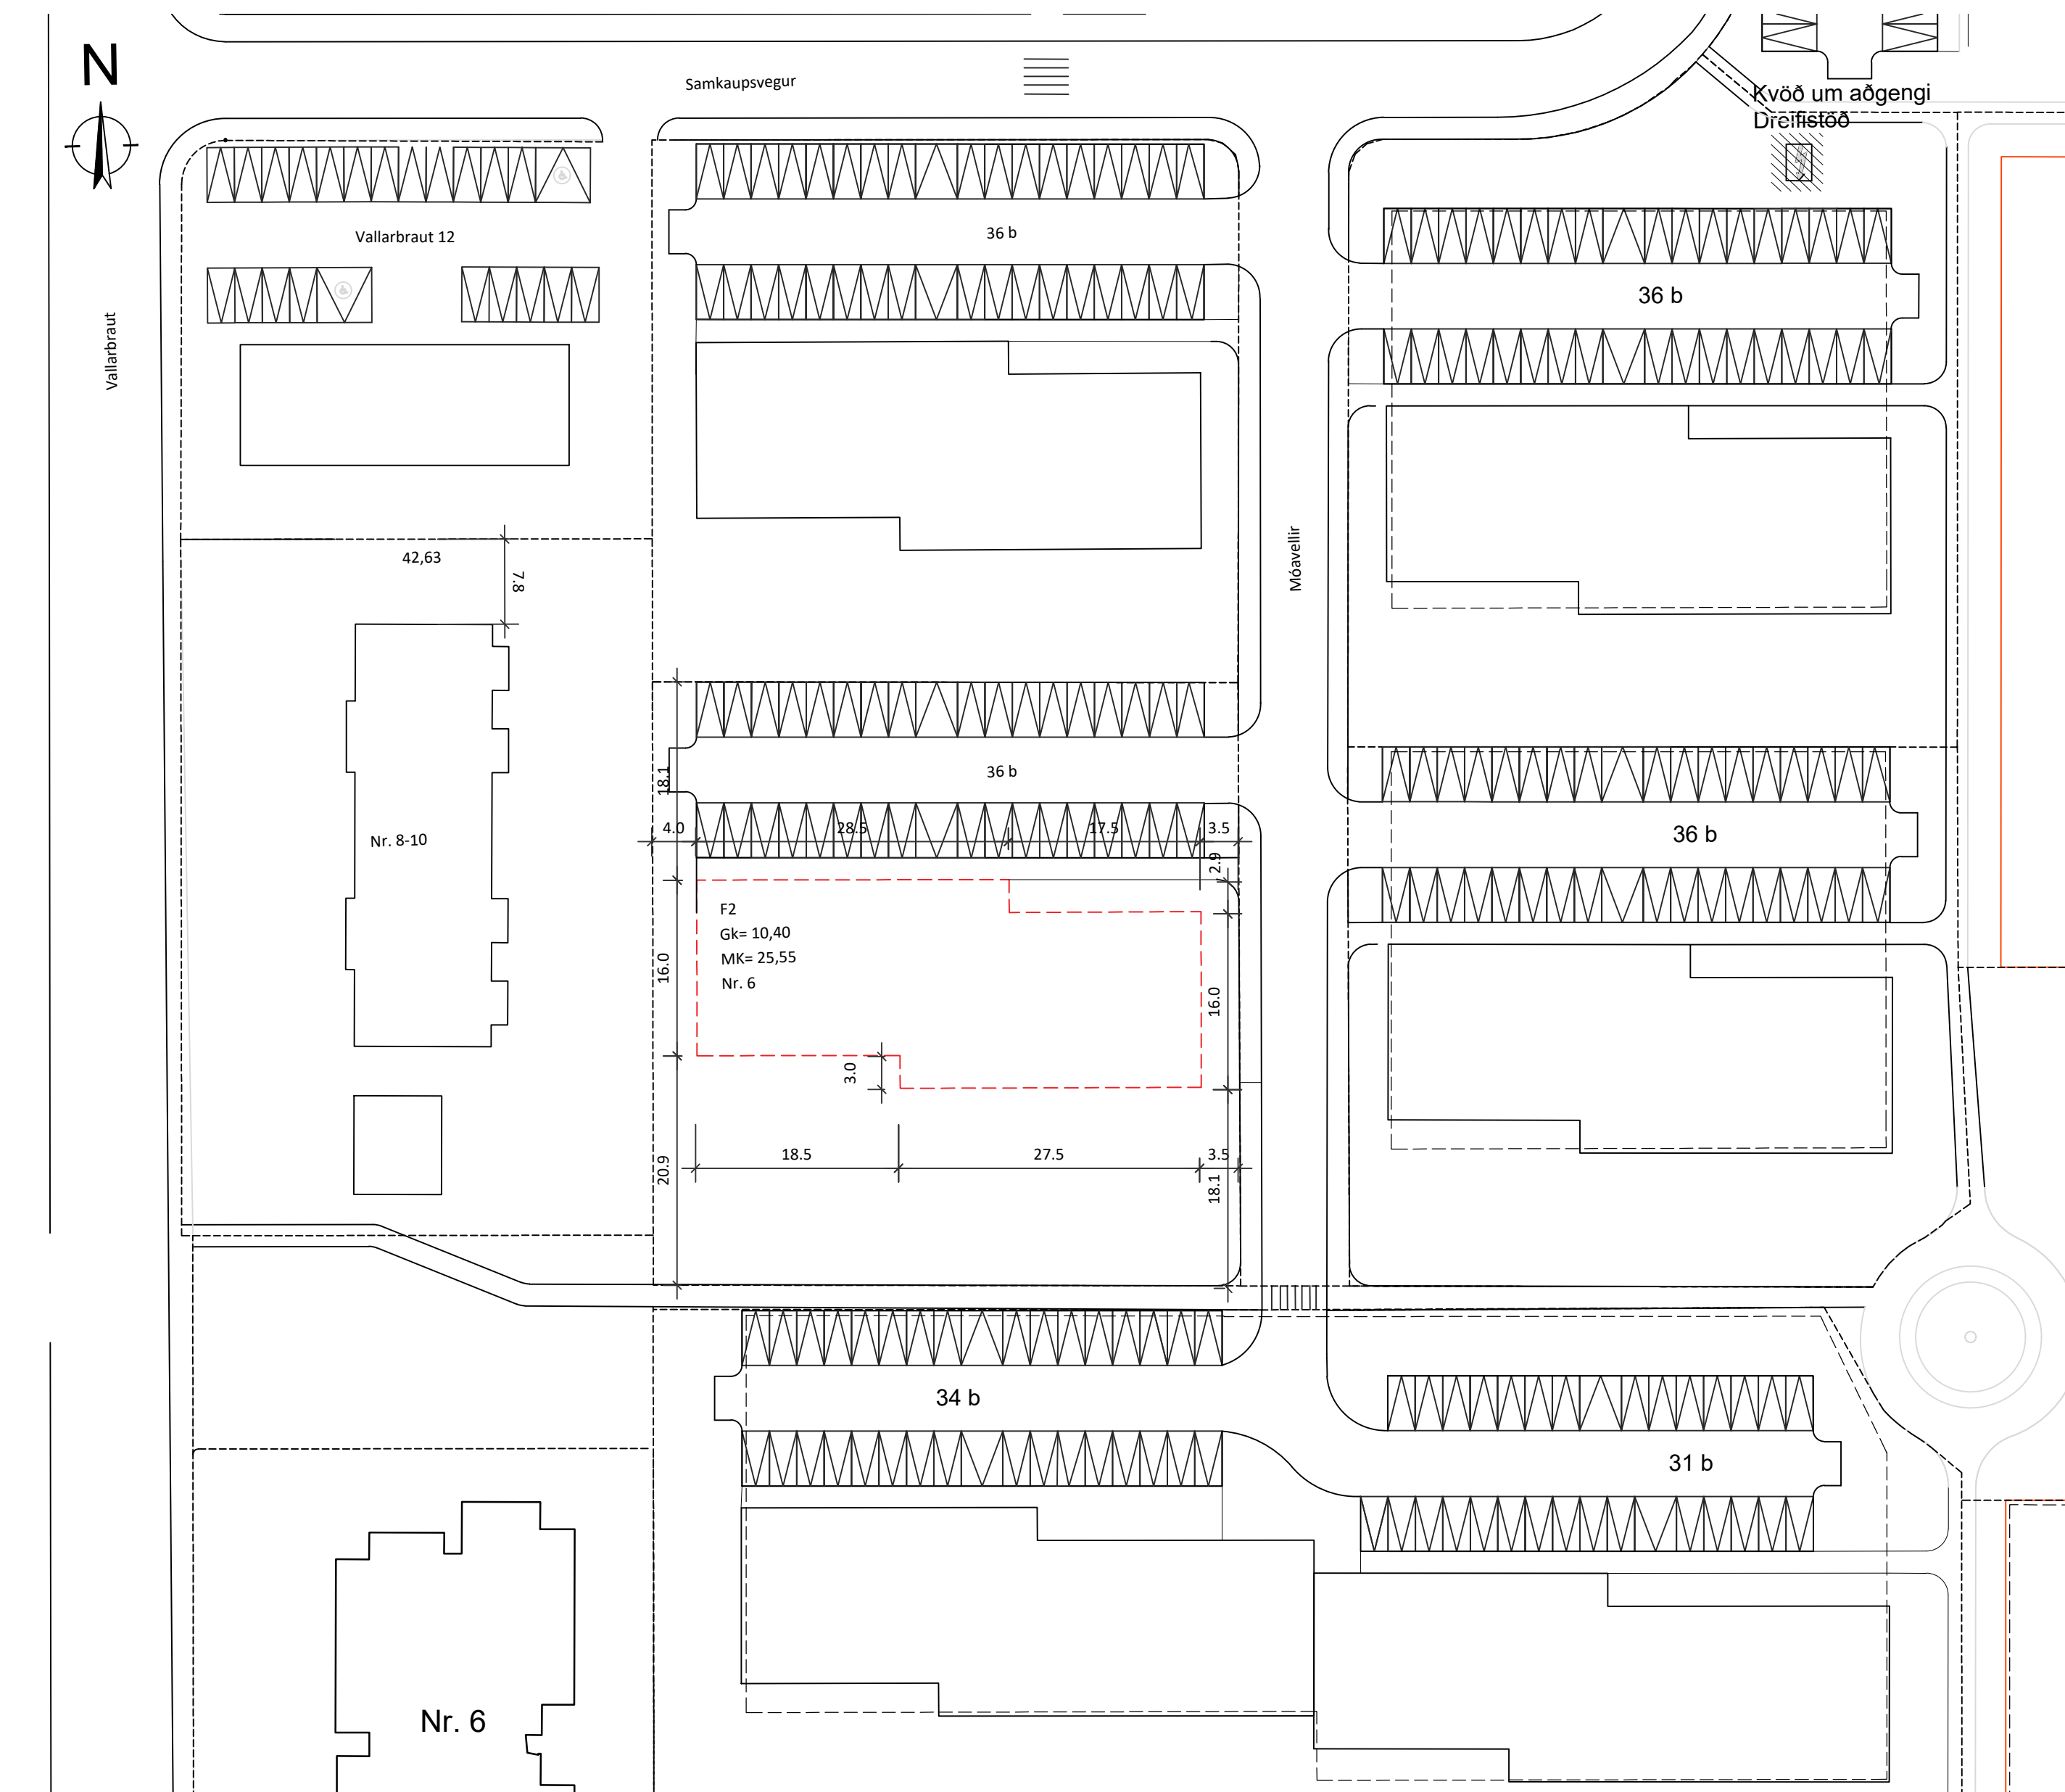 N
Samkaupsvegur
Kvöð um aðgengi
Dreifistöð
Vallarbraut 12
36 b
36 b
Vallarbraut
Móavellir
42,63
7.8
36 b
18.1
36 b
Nr. 8-10
4.0
28.5
17.5
3.5
2.9
F2
Gk= 10,40
MK= 25,55
Nr. 6
16.0
16.0
3.0
18.5
27.5
3.5
20.9
18.1
34 b
31 b
Nr. 6